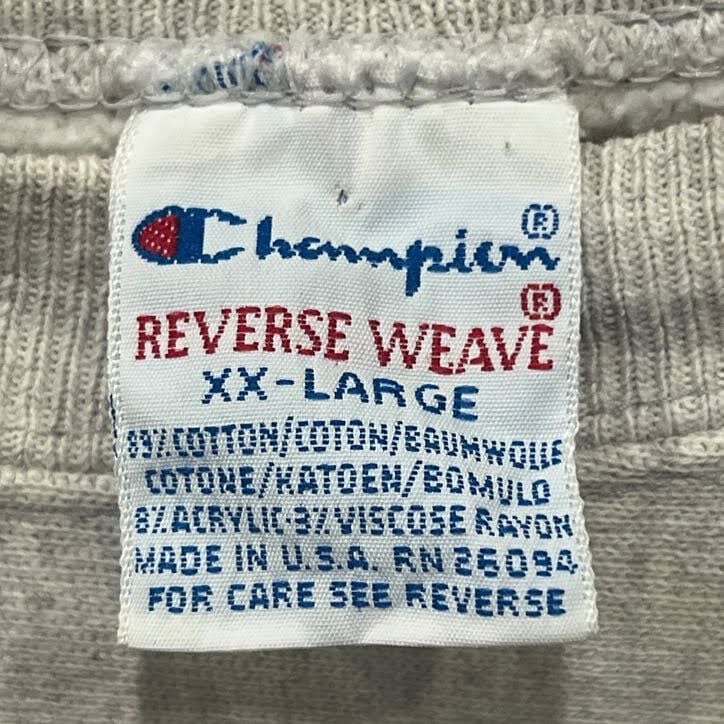 Champion®
REVERSE WEAVE®
XX-LARGE
89% COTTON/COTON/BAUMWOLLE
COTONE/KATOEN/BOMULD
8% ACRYLIC·3% VISCOSE RAYON
MADE IN U.S.A. RN 26094
FOR CARE SEE REVERSE